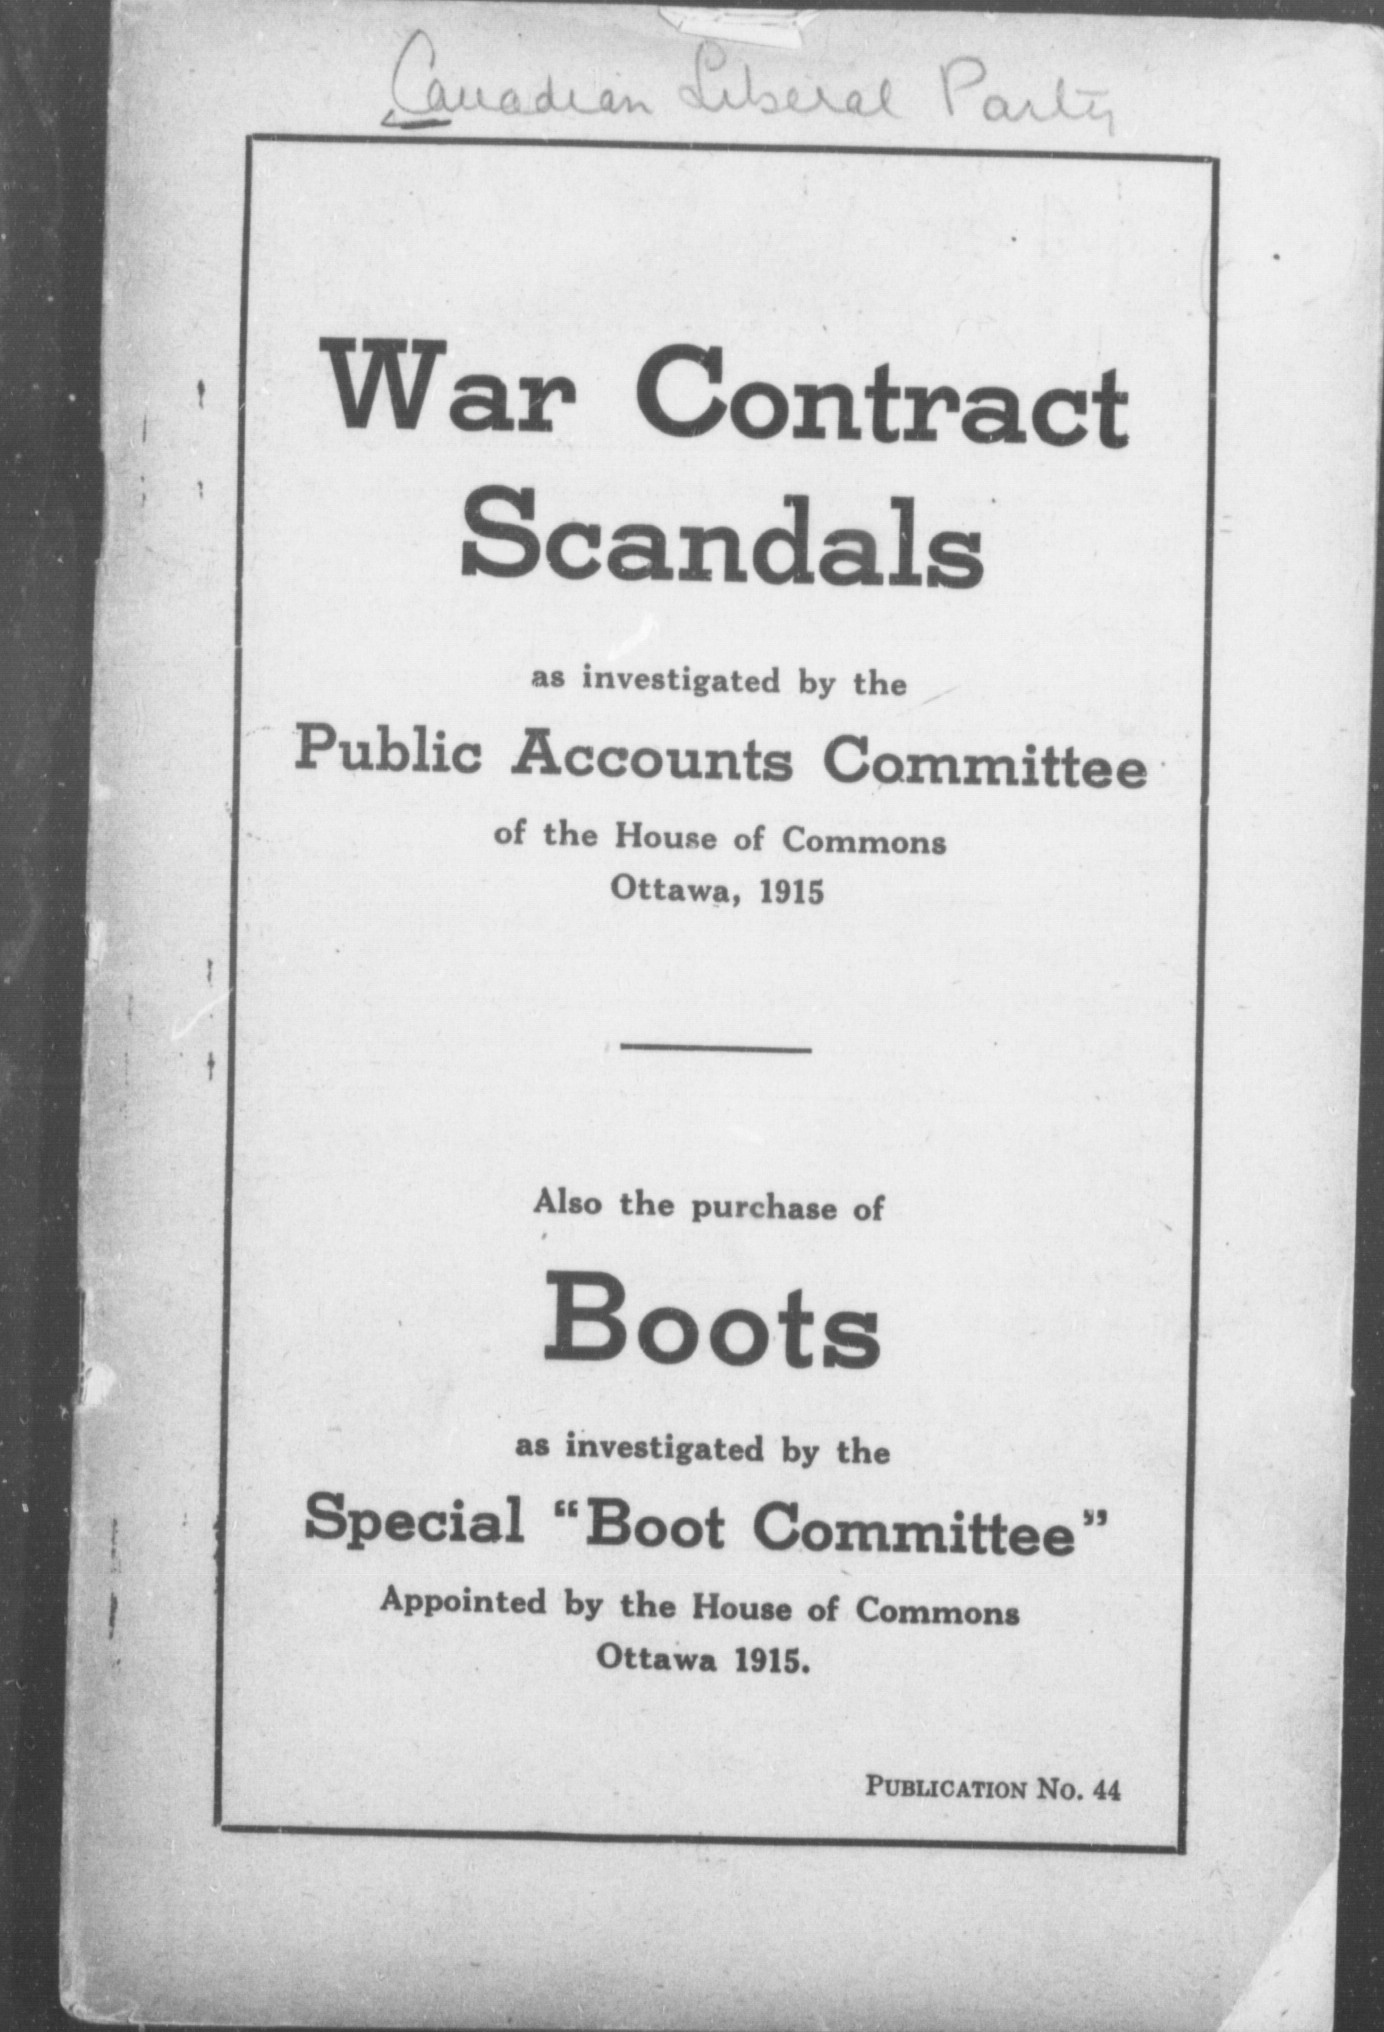 Canadian Liberal Party
War Contract
Scandals
as investigated by the
Public Accounts Committee
of the House of Commons
Ottawa, 1915
Also the purchase of
Boots
as investigated by the
Special "Boot Committee"
Appointed by the House of Commons
Ottawa 1915.
PUBLICATION No. 44